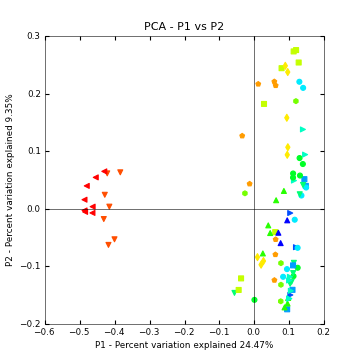 PCA - P1 vs P2
P2 - Percent variation explained 9.35%
0.3
0.2
0.1
0.0
−0.1
−0.2
−0.6 −0.5 −0.4 −0.3 −0.2 −0.1 0.0 0.1 0.2
P1 - Percent variation explained 24.47%